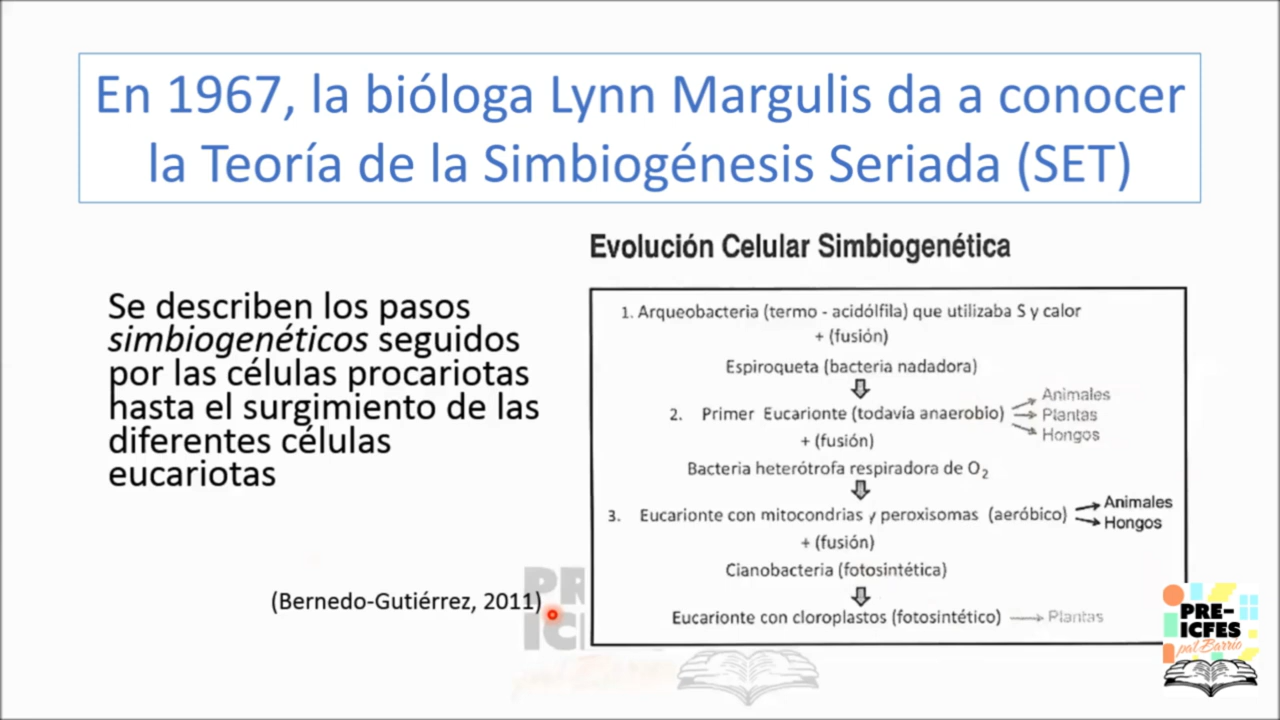 En 1967, la bióloga Lynn Margulis da a conocer
la Teoría de la Simbiogénesis Seriada (SET)
Se describen los pasos
simbiogenéticos seguidos
por las células procariotas
hasta el surgimiento de las
diferentes células
eucariotas
(Bernedo-Gutiérrez, 2011)
Evolución Celular Simbiogenética
1. Arqueobacteria (termo - acidólfila) que utilizaba S y calor
+ (fusión)
Espiroqueta (bacteria nadadora)
2. Primer Eucarionte (todavía anaerobio)
Animales
Plantas
Hongos
+ (fusión)
Bacteria heterótrofa respiradora de O₂
3. Eucarionte con mitocondrias y peroxisomas (aeróbico)
Animales
Hongos
+ (fusión)
Cianobacteria (fotosintética)
Eucarionte con cloroplastos (fotosintético) Plantas
PRE-
ICFES
pal Barrio